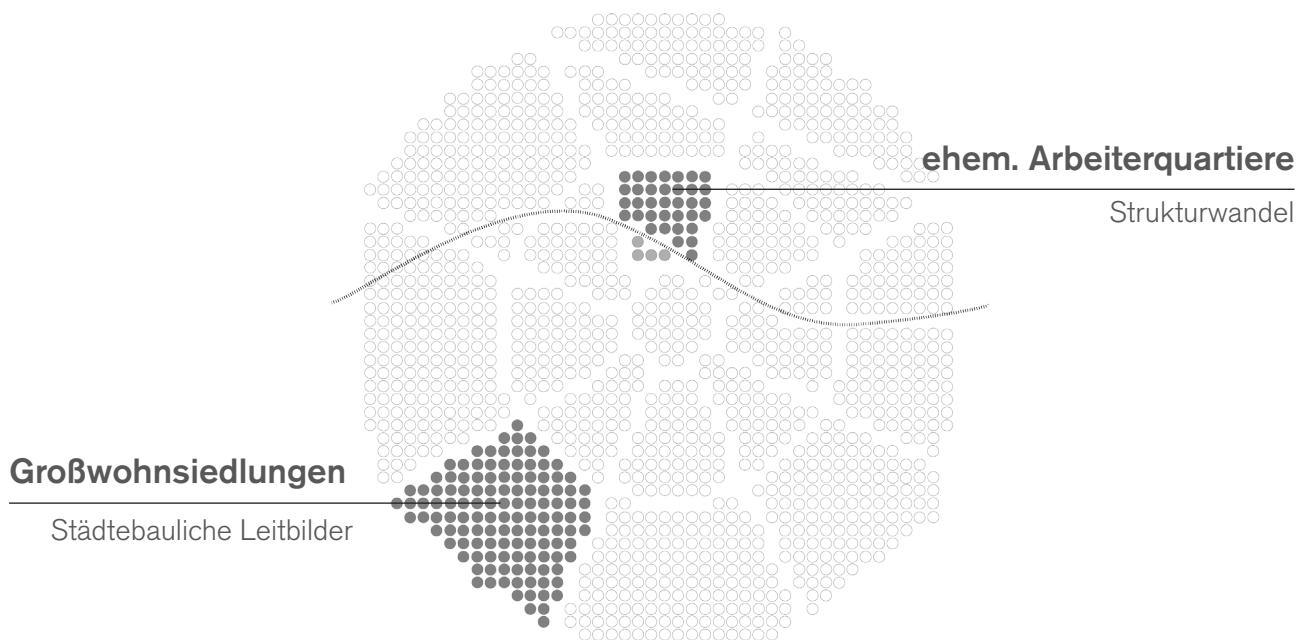 ehem. Arbeiterquartiere
Strukturwandel
Großwohnsiedlungen
Städtebauliche Leitbilder